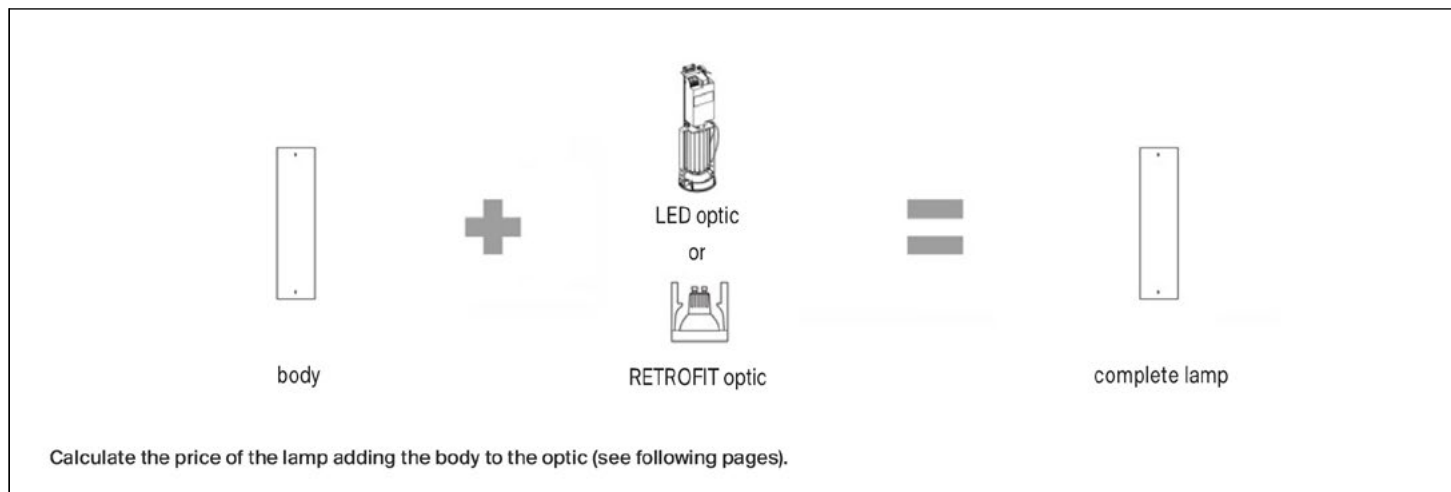 LED optic
or
body
RETROFIT optic
complete lamp
Calculate the price of the lamp adding the body to the optic (see following pages).